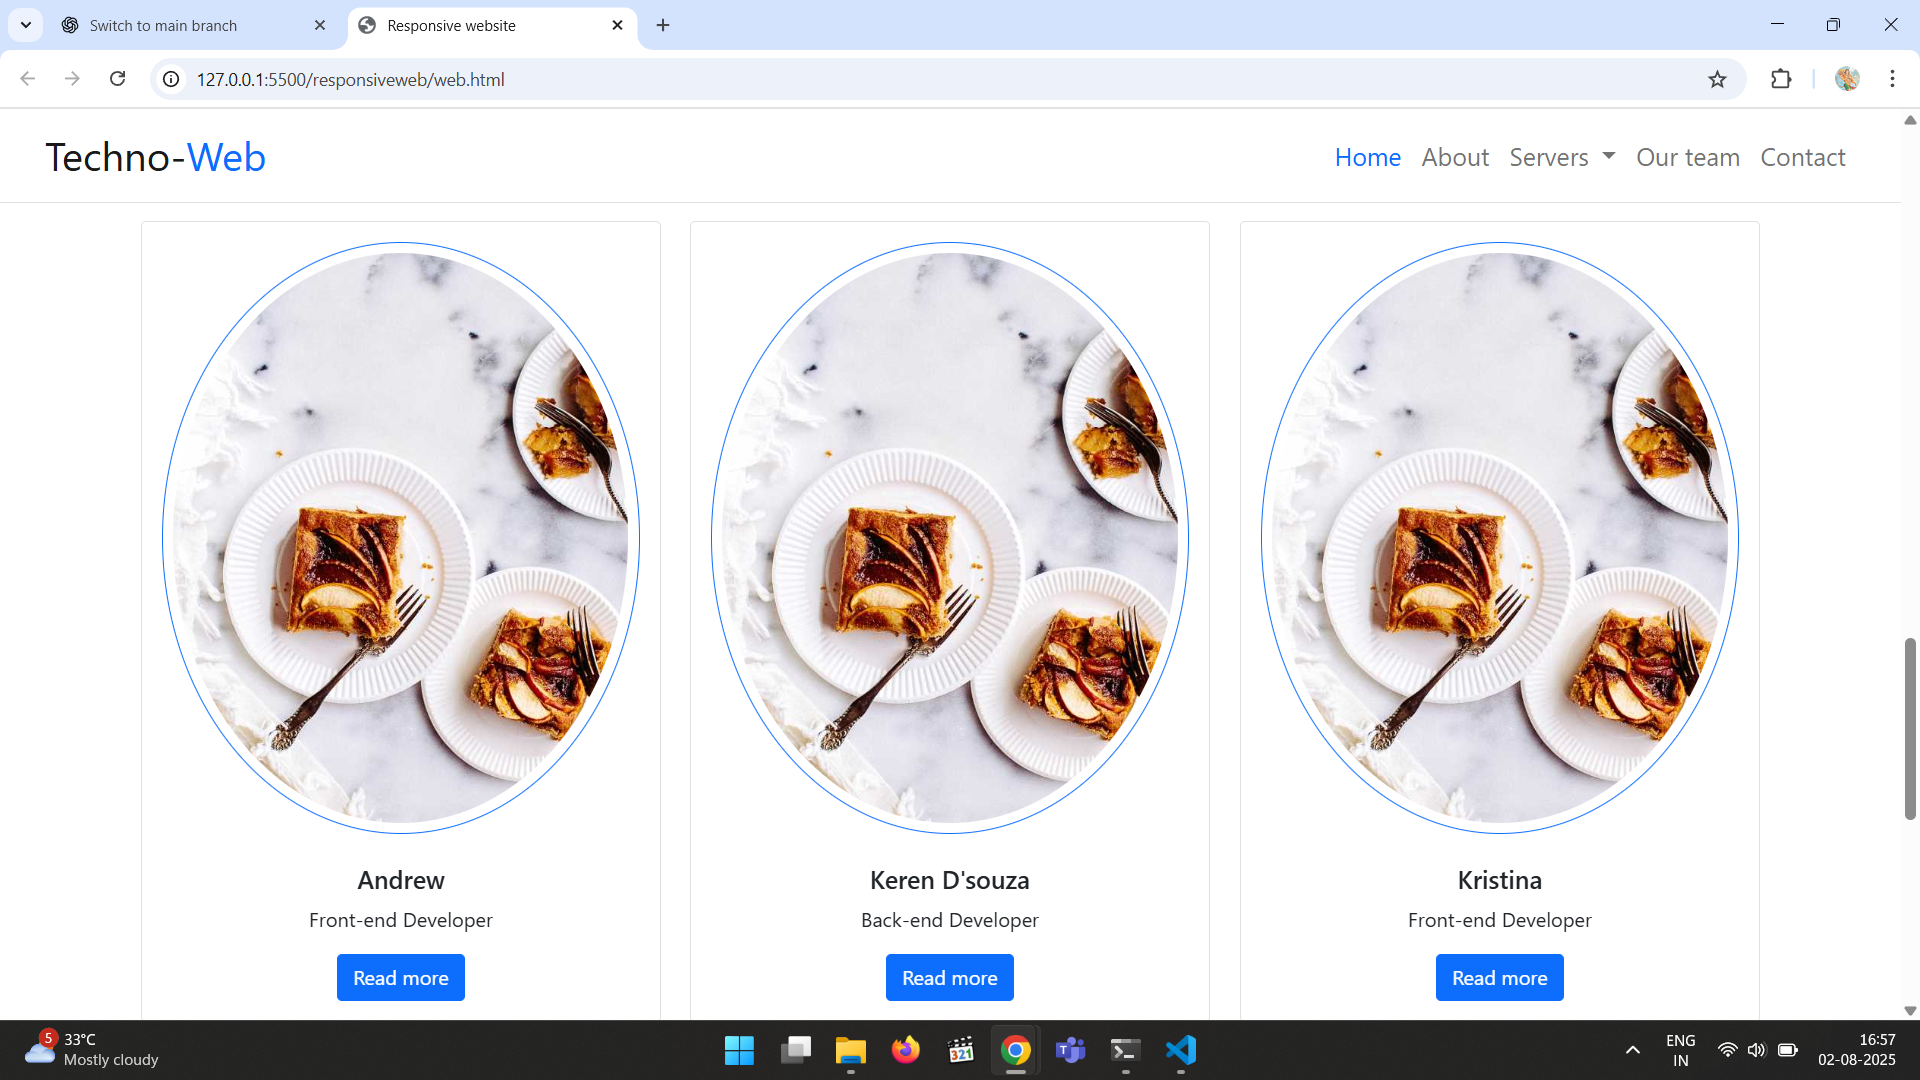 Switch to main branch
Responsive website
127.0.0.1:5500/responsiveweb/web.html
Techno-Web
Home About Servers Our team Contact
Andrew
Front-end Developer
Read more
Keren D'souza
Back-end Developer
Read more
Kristina
Front-end Developer
Read more
5
33°C
Mostly cloudy
321
T
ENG
IN
16:57
02-08-2025